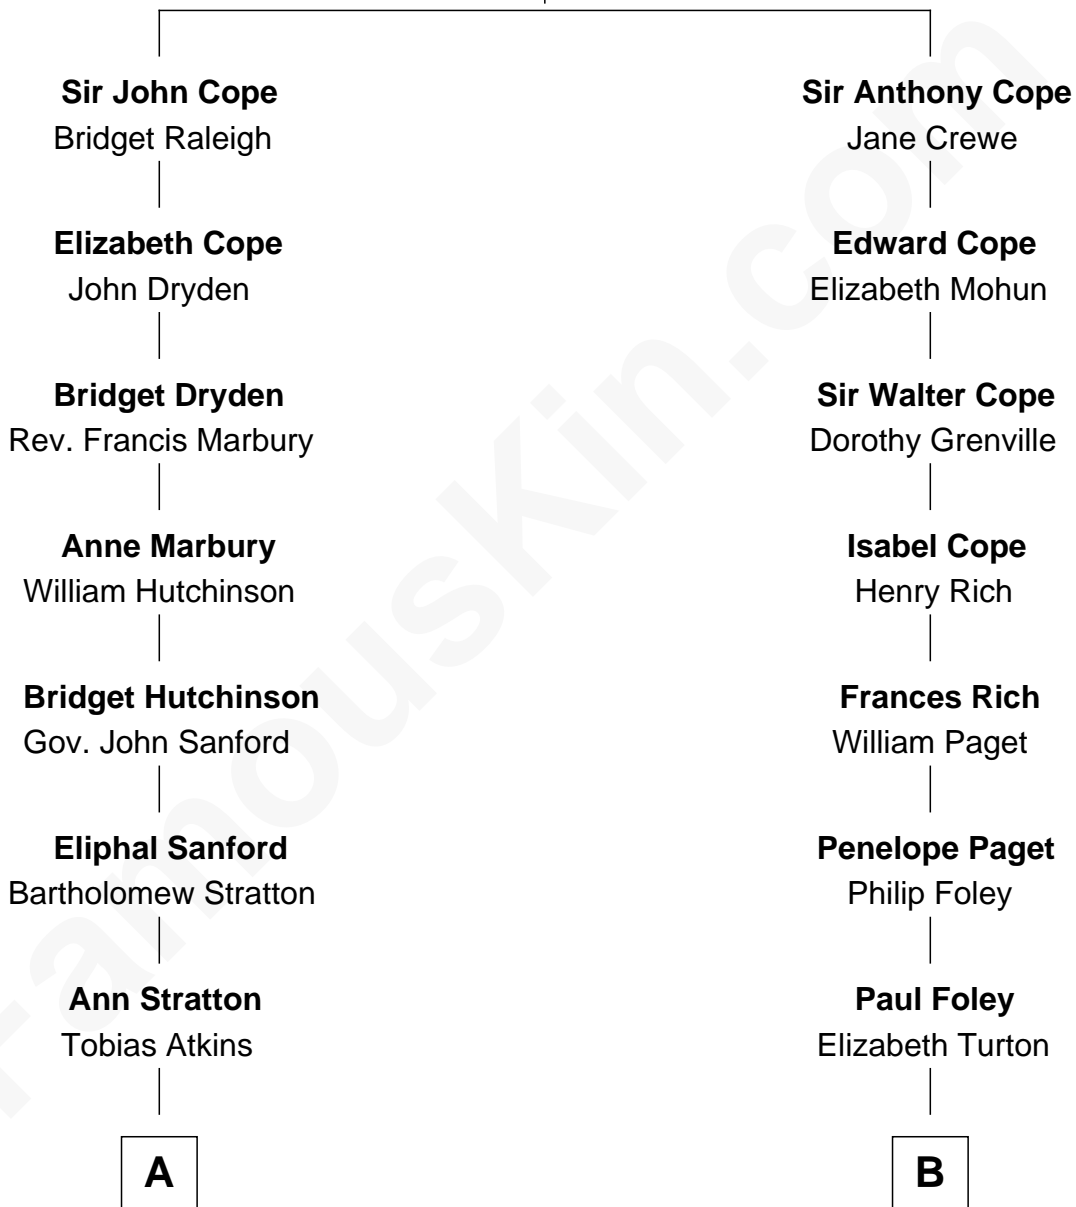 Sir John Cope
Bridget Raleigh
Elizabeth Cope
John Dryden
Bridget Dryden
Rev. Francis Marbury
Anne Marbury
William Hutchinson
Bridget Hutchinson
Gov. John Sanford
Eliphal Sanford
Bartholomew Stratton
Ann Stratton
Tobias Atkins
A
Sir Anthony Cope
Jane Crewe
Edward Cope
Elizabeth Mohun
Sir Walter Cope
Dorothy Grenville
Isabel Cope
Henry Rich
Frances Rich
William Paget
Penelope Paget
Philip Foley
Paul Foley
Elizabeth Turton
B
FamousKin.com